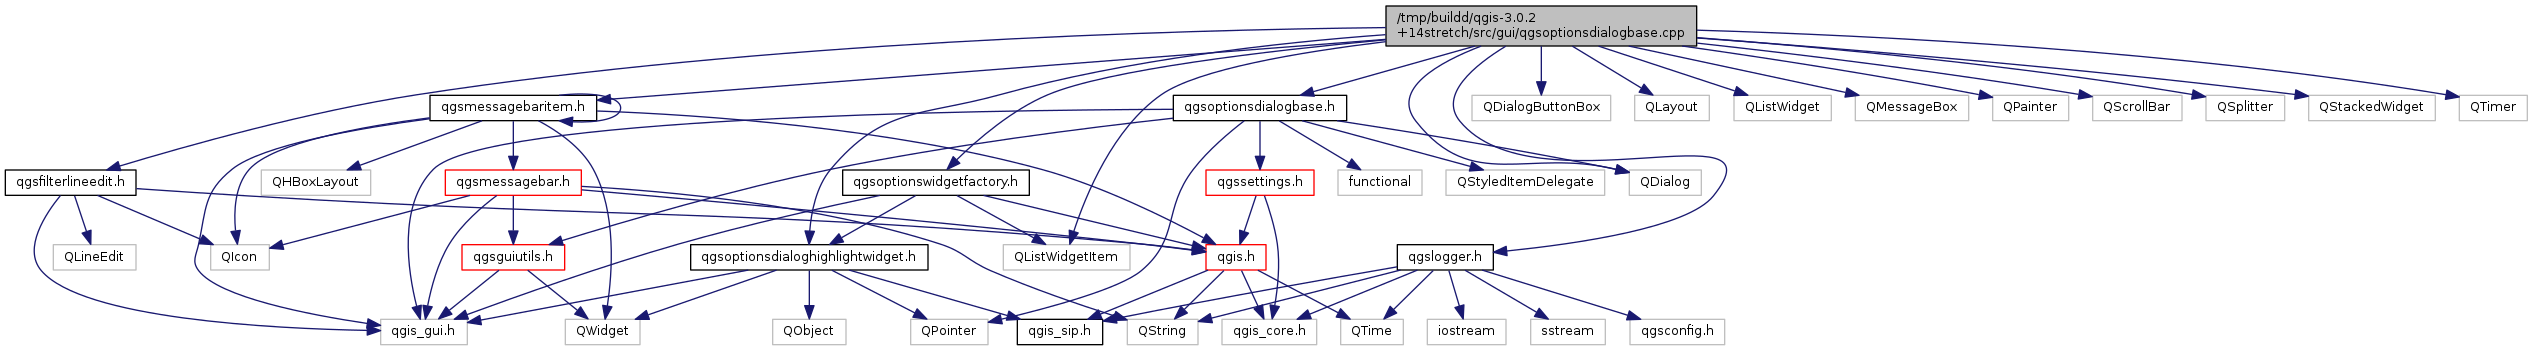 /tmp/buildd/qgis-3.0.2
+14stretch/src/gui/qgsoptionsdialogbase.cpp
qgsmessagebaritem.h
qgsoptionsdialogbase.h
QDialogButtonBox
QLayout
QListWidget
QMessageBox
QPainter
QScrollBar
QSplitter
QStackedWidget
QTimer
qgsfilterlineedit.h
QHBoxLayout
qgsmessagebar.h
qgsoptionswidgetfactory.h
qgssettings.h
functional
QStyledItemDelegate
QDialog
QLineEdit
QIcon
qgsguiutils.h
qgsoptionsdialoghighlightwidget.h
QListWidgetItem
qgis.h
qgslogger.h
qgis_gui.h
QWidget
QObject
QPointer
qgis_sip.h
QString
qgis_core.h
QTime
iostream
sstream
qgsconfig.h